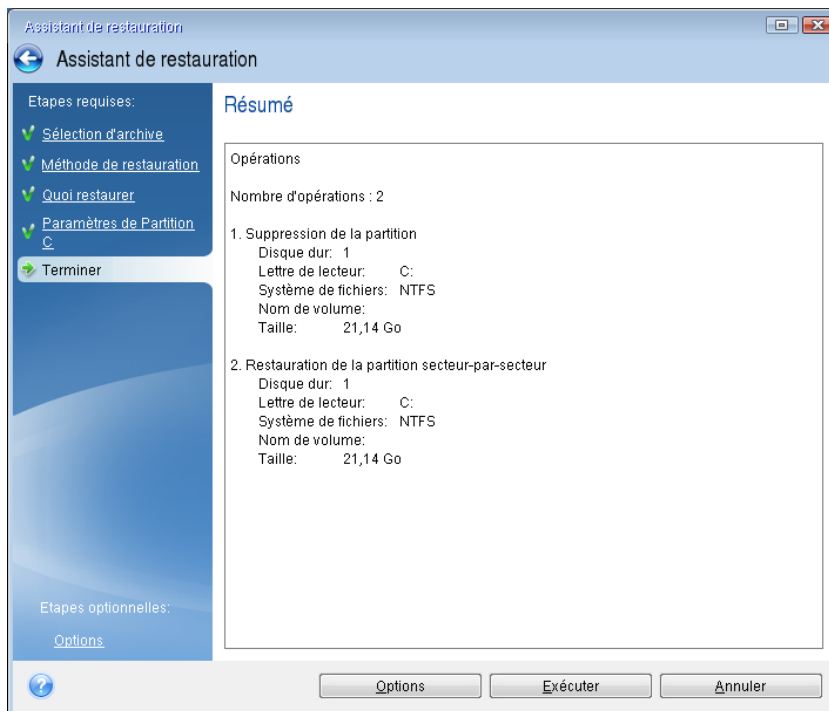 Assistant de restauration
Assistant de restauration
Etapes requises:
Sélection d'archive
Méthode de restauration
Quoi restaurer
Paramètres de Partition
C
Terminer
Etapes optionnelles:
Options
Résumé
Opérations
Nombre d'opérations : 2
1. Suppression de la partition
Disque dur: 1
Lettre de lecteur: C:
Système de fichiers: NTFS
Nom de volume:
Taille: 21,14 Go
2. Restauration de la partition secteur-par-secteur
Disque dur: 1
Lettre de lecteur: C:
Système de fichiers: NTFS
Nom de volume:
Taille: 21,14 Go
Options
Exécuter
Annuler